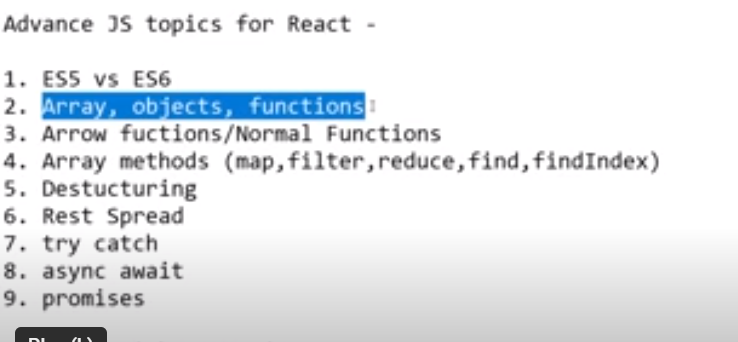 Advance JS topics for React -
1. ES5 vs ES6
2. Array, objects, functions
3. Arrow fuctions/Normal Functions
4. Array methods (map,filter,reduce,find,findIndex)
5. Destucturing
6. Rest Spread
7. try catch
8. async await
9. promises